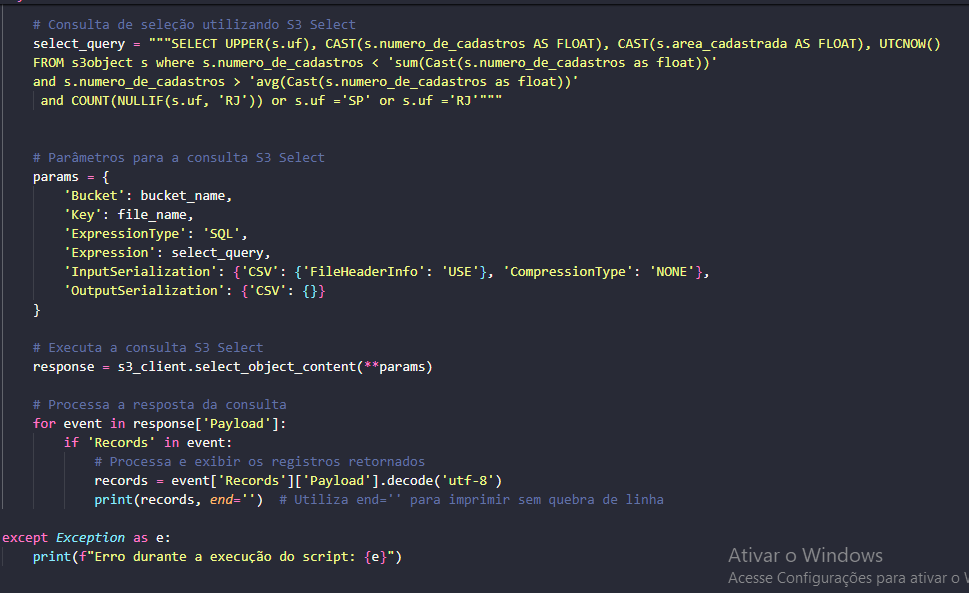 # Consulta de seleção utilizando S3 Select
select_query = """SELECT UPPER(s.uf), CAST(s.numero_de_cadastros AS FLOAT), CAST(s.area_cadastrada AS FLOAT), UTCNOW()
FROM s3object s where s.numero_de_cadastros < 'sum(Cast(s.numero_de_cadastros as float))'
and s.numero_de_cadastros > 'avg(Cast(s.numero_de_cadastros as float))'
and COUNT(NULLIF(s.uf, 'RJ')) or s.uf ='SP' or s.uf ='RJ'"""
# Parâmetros para a consulta S3 Select
params = {
'Bucket': bucket_name,
'Key': file_name,
'ExpressionType': 'SQL',
'Expression': select_query,
'InputSerialization': {'CSV': {'FileHeaderInfo': 'USE'}, 'CompressionType': 'NONE'},
'OutputSerialization': {'CSV': {}}
}
# Executa a consulta S3 Select
response = s3_client.select_object_content(**params)
# Processa a resposta da consulta
for event in response['Payload']:
if 'Records' in event:
# Processa e exibir os registros retornados
records = event['Records']['Payload'].decode('utf-8')
print(records, end='') # Utiliza end='' para imprimir sem quebra de linha
except Exception as e:
print(f"Erro durante a execução do script: {e}")
Ativar o Windows
Acesse Configurações para ativar o